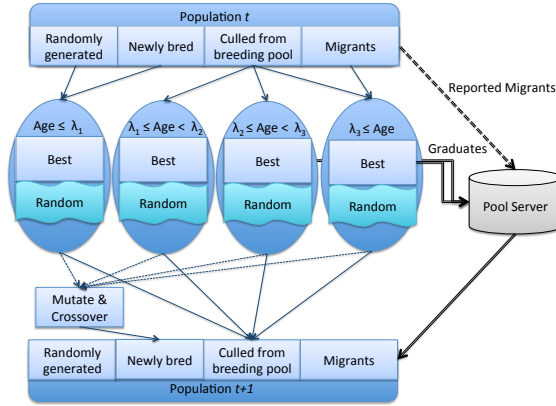 Population t
Randomly generated
Newly bred
Culled from breeding pool
Migrants
Reported Migrants
Age ≤ λ1
λ1 ≤ Age < λ2
λ2 ≤ Age < λ3
λ3 ≤ Age
Graduates
Best
Best
Best
Best
Random
Random
Random
Random
Pool Server
Mutate &
Crossover
Randomly generated
Newly bred
Culled from breeding pool
Migrants
Population t+1